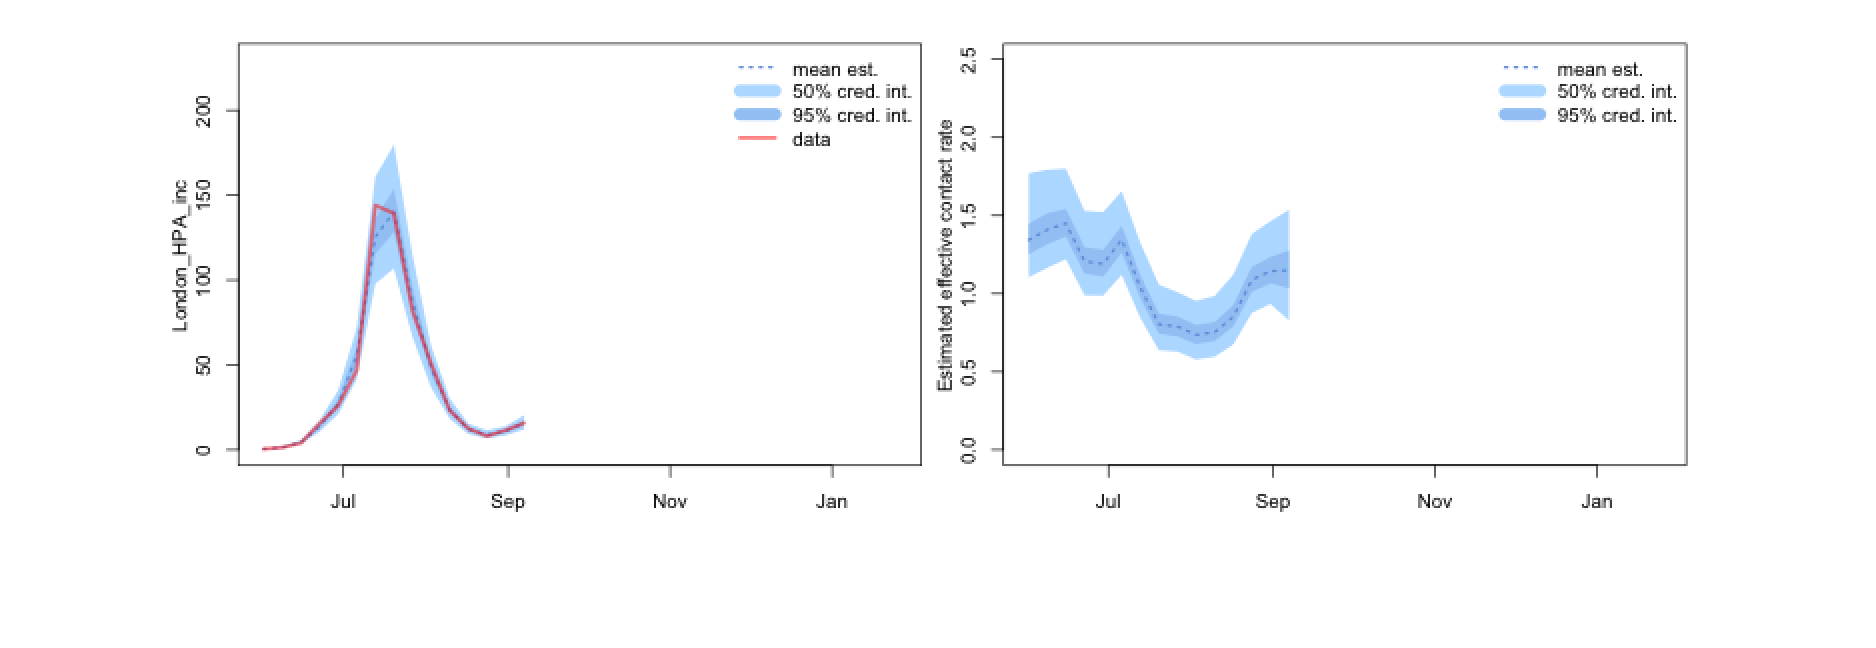 London_HPA_inc
200
150
100
50
0
Jul
Sep
Nov
Jan
mean est.
50% cred. int.
95% cred. int.
data
Estimated effective contact rate
2.5
2.0
1.5
1.0
0.5
0.0
Jul
Sep
Nov
Jan
mean est.
50% cred. int.
95% cred. int.